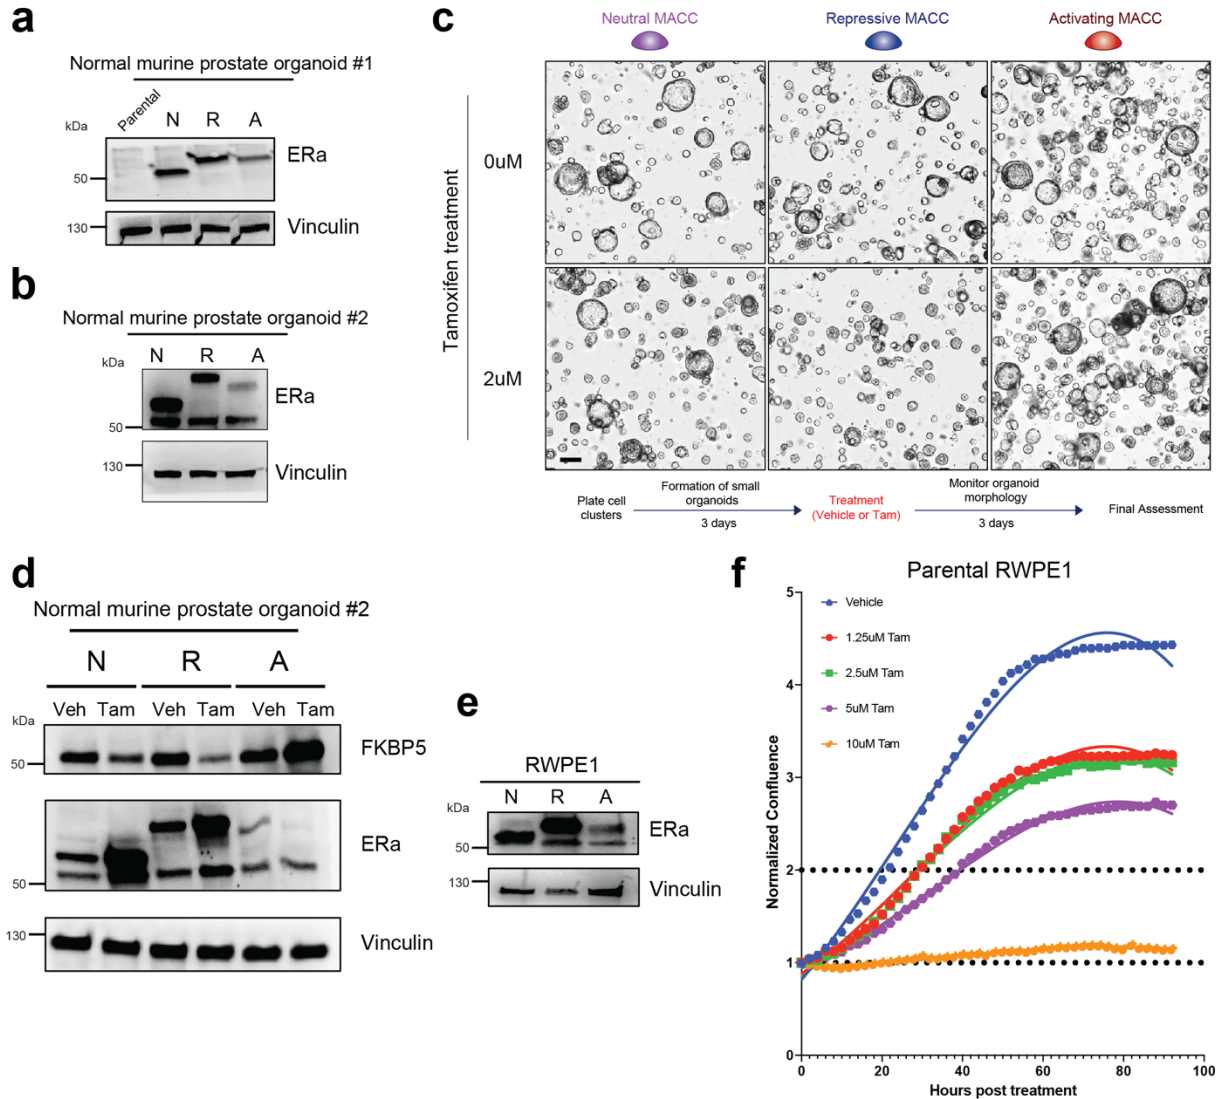 a
Normal murine prostate organoid #1
kDa
Parental
N
R
A
50
ERa
130
Vinculin
b
Normal murine prostate organoid #2
kDa
N
R
A
50
ERa
130
Vinculin
c
Neutral MACC
Repressive MACC
Activating MACC
Tamoxifen treatment
0uM
2uM
Plate cell
clusters
Formation of small
organoids
3 days
Treatment
(Vehicle or Tam)
Monitor organoid
morphology
3 days
Final Assessment
d
Normal murine prostate organoid #2
N
R
A
kDa
Veh
Tam
Veh
Tam
Veh
Tam
50
FKBP5
50
ERa
130
Vinculin
e
RWPE1
kDa
N
R
A
50
ERa
130
Vinculin
f
Parental RWPE1
Normalized Confluence
5
4
3
2
1
0
Vehicle
1.25uM Tam
2.5uM Tam
5uM Tam
10uM Tam
0
20
40
60
80
100
Hours post treatment